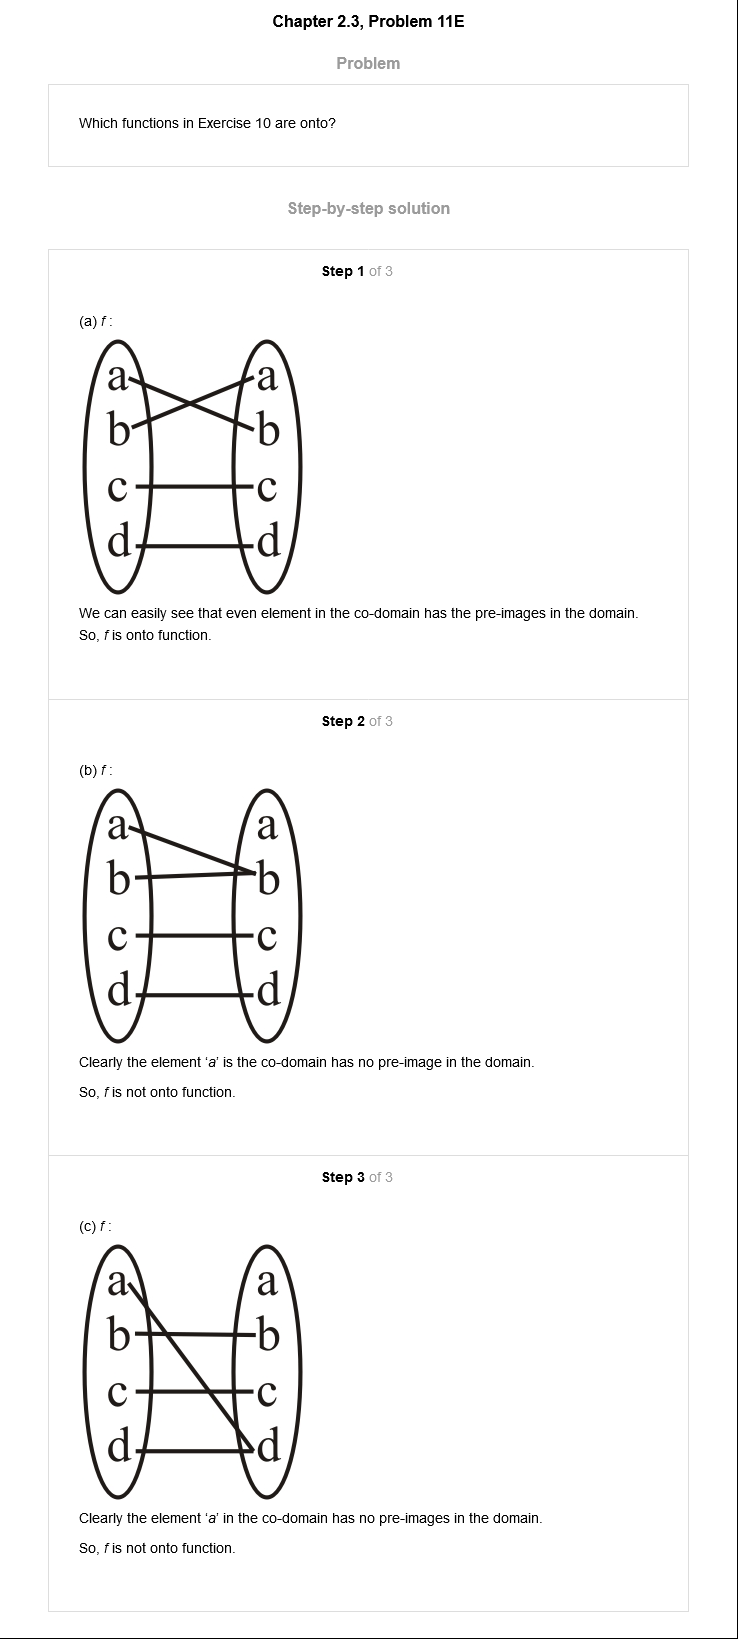 Chapter 2.3, Problem 11E
Problem
Which functions in Exercise 10 are onto?
Step-by-step solution
Step 1 of 3
(a) f :
a a
b b
c c
d d
We can easily see that even element in the co-domain has the pre-images in the domain.
So, f is onto function.
Step 2 of 3
(b) f :
a a
b b
c c
d d
Clearly the element ‘a’ is the co-domain has no pre-image in the domain.
So, f is not onto function.
Step 3 of 3
(c) f :
a a
b b
c c
d d
Clearly the element ‘a’ in the co-domain has no pre-images in the domain.
So, f is not onto function.